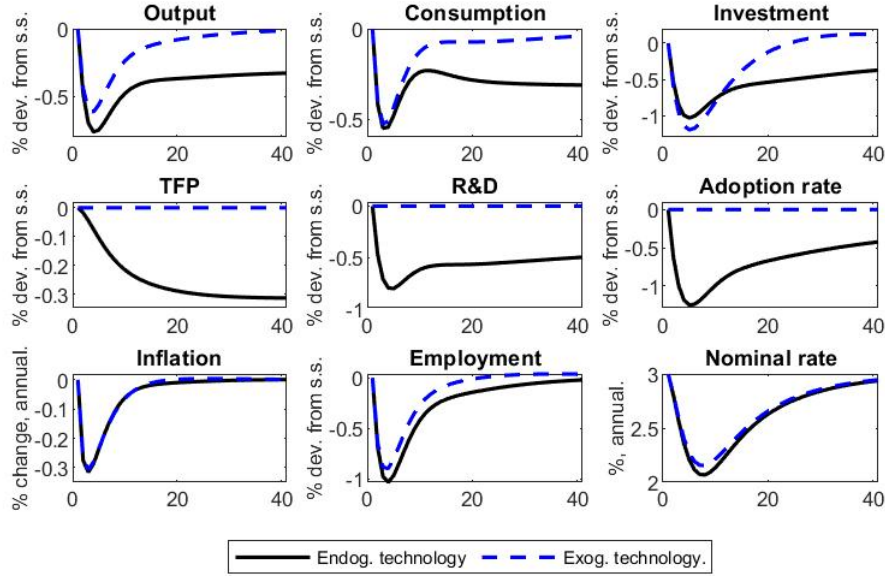 Output
% dev. from s.s.
0
-0.5
0 20 40
Consumption
% dev. from s.s.
0
-0.5
0 20 40
Investment
% dev. from s.s.
0
-0.5
-1
0 20 40
TFP
% dev. from s.s.
0
-0.1
-0.2
-0.3
0 20 40
R&D
% dev. from s.s.
0
-0.5
-1
0 20 40
Adoption rate
% dev. from s.s.
0
-0.5
-1
0 20 40
Inflation
% change, annual.
0
-0.1
-0.2
-0.3
0 20 40
Employment
% dev. from s.s.
0
-0.5
-1
0 20 40
Nominal rate
%, annual.
3
2.5
2
0 20 40
Endog. technology
Exog. technology.